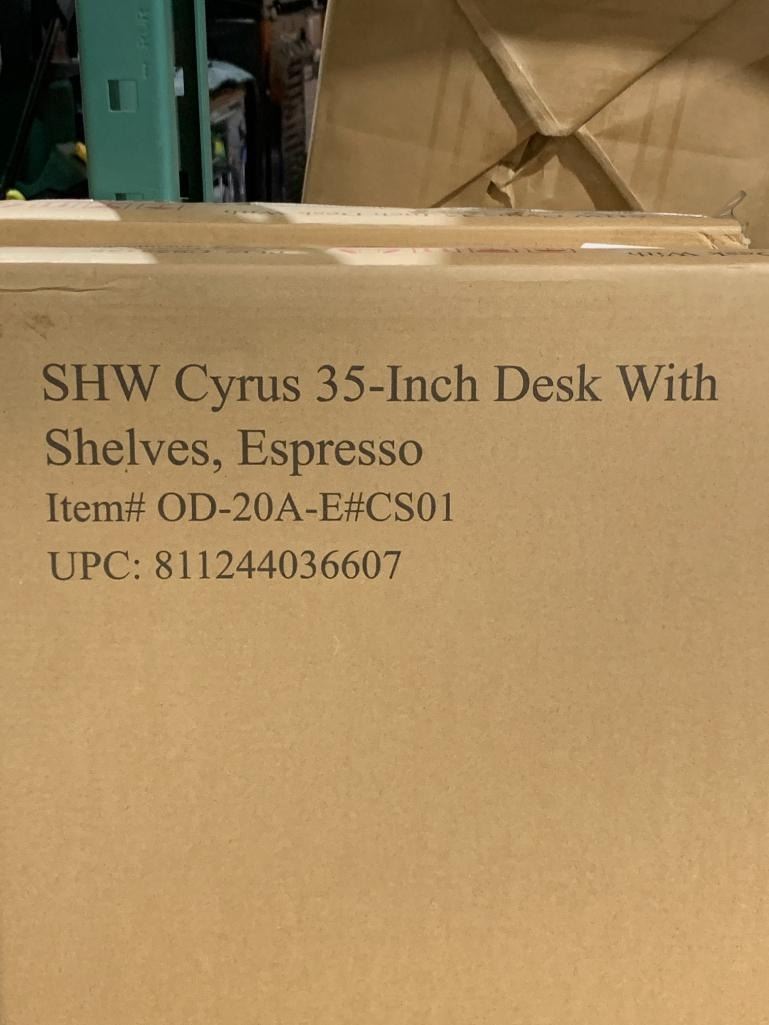 SHW Cyrus 35-Inch Desk With
Shelves, Espresso
Item# OD-20A-E#CS01
UPC: 811244036607